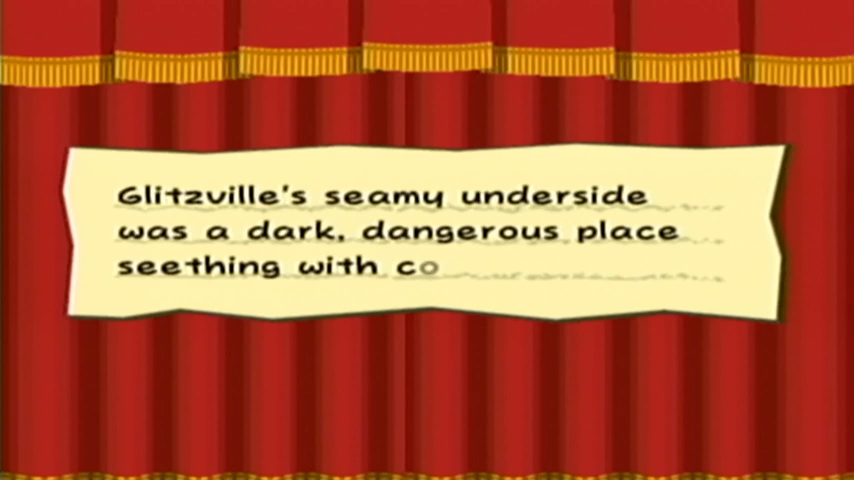 Glitzville's seamy underside
was a dark, dangerous place
seething with co